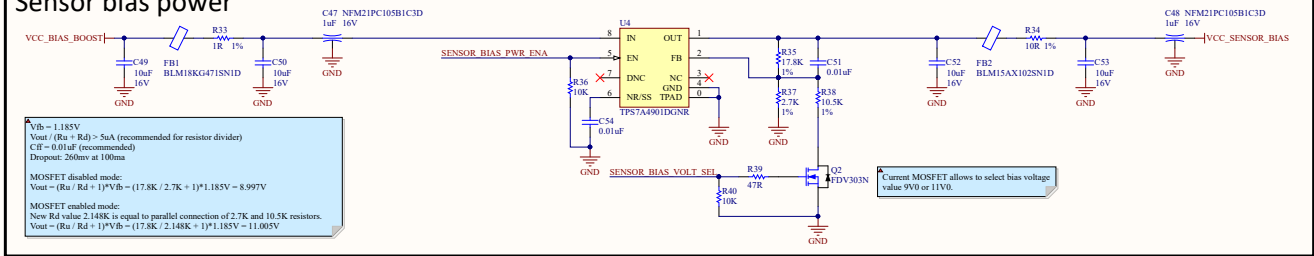 Sensor bias power
C47 NFM21PC105B1C3D
1uF 16V
C48 NFM21PC105B1C3D
1uF 16V
VCC_BIAS_BOOST
R33
1R 1%
FB1
BLM18KG471SN1D
C49
10uF
16V
GND
C50
10uF
16V
GND
GND
U4
8 IN
OUT 1
5 EN
FB 2
7 DNC
NC 3
GND 4
6 NR/SS
TPAD 0
TPS7A4901DGNR
SENSOR_BIAS_PWR_ENA
R36
10K
C54
0.01uF
GND
GND
R35
17.8K
1%
C51
0.01uF
R37
2.7K
1%
R38
10.5K
1%
GND
C52
10uF
16V
GND
FB2
BLM15AX102SN1D
R34
10R 1%
C53
10uF
16V
GND
GND
VCC_SENSOR_BIAS
SENSOR_BIAS_VOLT_SEL
R39
47R
R40
10K
Q2
FDV303N
GND
Vfb = 1.185V
Vout / (Ru + Rd) > 5uA (recommended for resistor divider)
Cff = 0.01uF (recommended)
Dropout: 260mv at 100ma
MOSFET disabled mode:
Vout = (Ru / Rd + 1)*Vfb = (17.8K / 2.7K + 1)*1.185V = 8.997V
MOSFET enabled mode:
New Rd value 2.148K is equal to parallel connection of 2.7K and 10.5K resistors.
Vout = (Ru / Rd + 1)*Vfb = (17.8K / 2.148K + 1)*1.185V = 11.005V
Current MOSFET allows to select bias voltage
value 9V0 or 11V0.